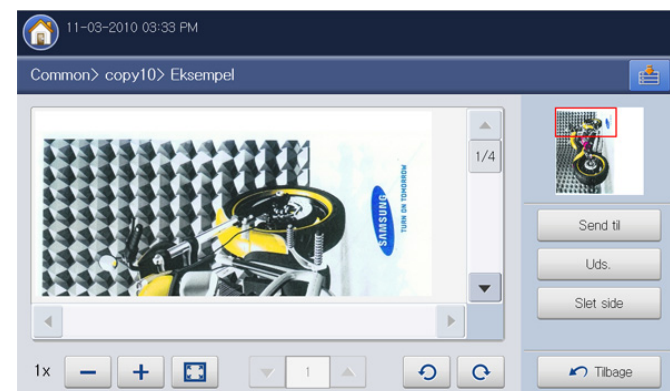 11-03-2010 03:33 PM
Common> copy10> Eksempel
1/4
SAMSUNG
TURN ON TOMORROW
Send til
Uds.
Slet side
1x
1
Tilbage